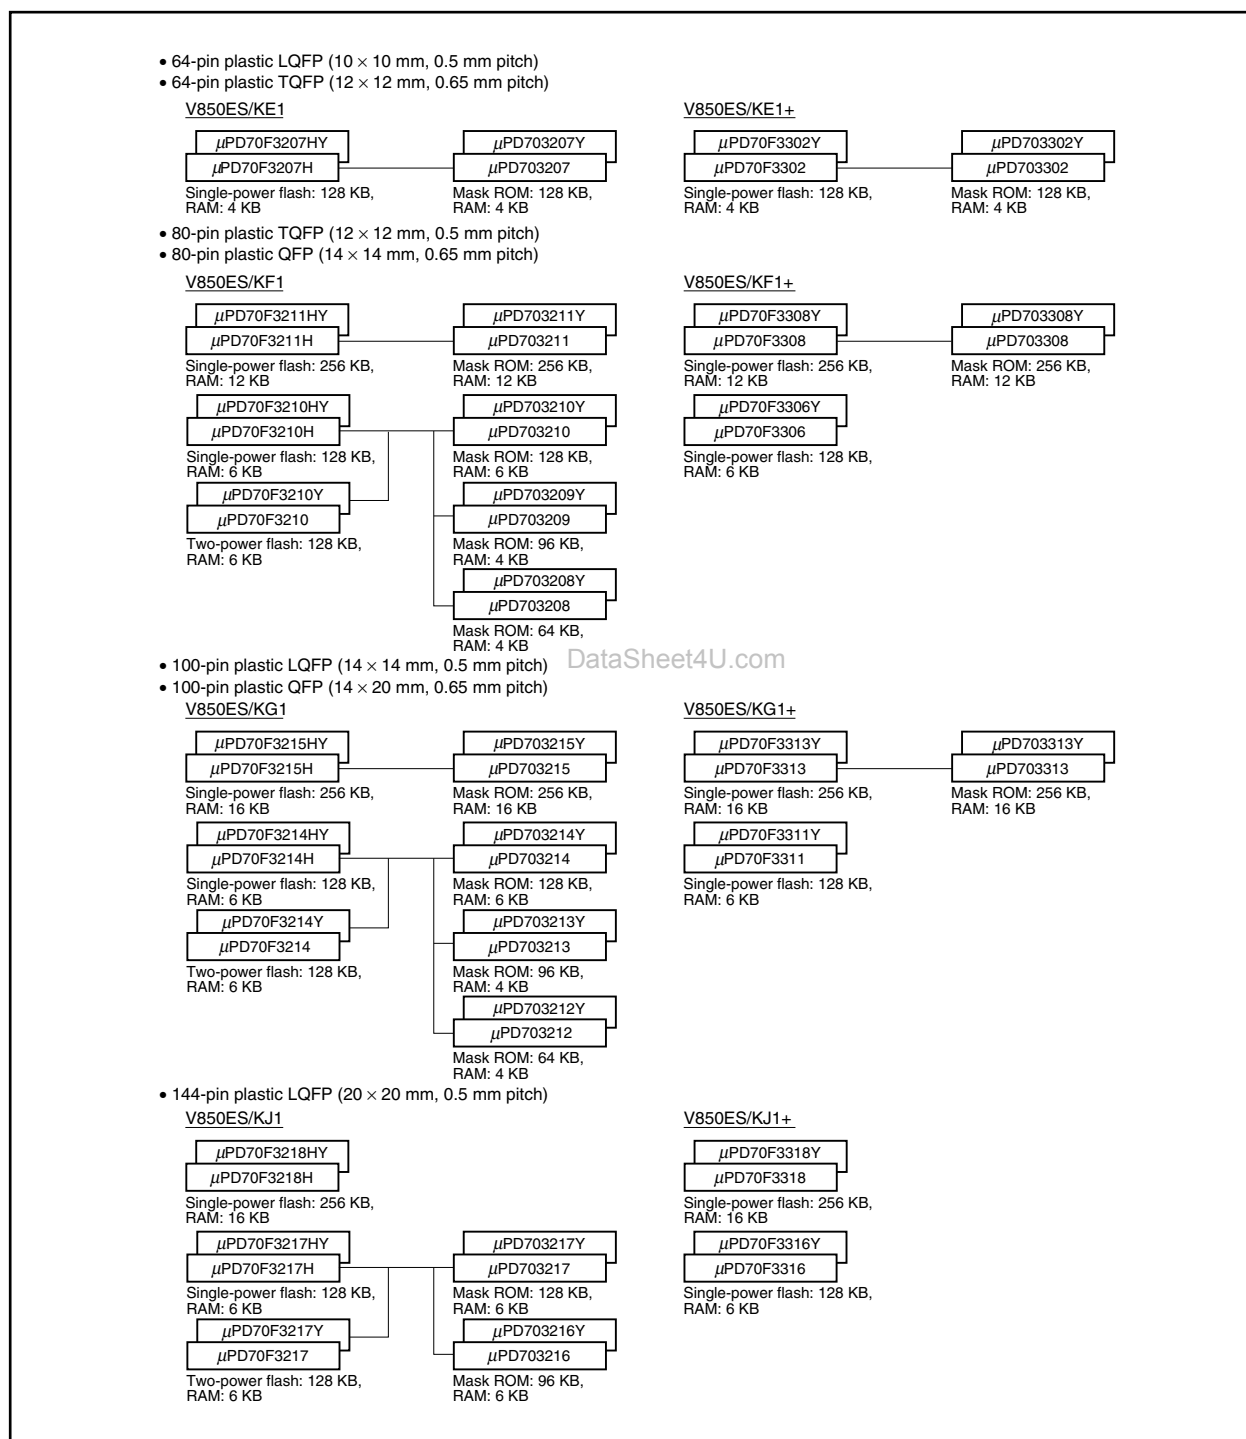 • 64-pin plastic LQFP (10 × 10 mm, 0.5 mm pitch)
• 64-pin plastic TQFP (12 × 12 mm, 0.65 mm pitch)
V850ES/KE1
μPD70F3207HY
μPD70F3207H
Single-power flash: 128 KB,
RAM: 4 KB
μPD703207Y
μPD703207
Mask ROM: 128 KB,
RAM: 4 KB
V850ES/KE1+
μPD70F3302Y
μPD70F3302
Single-power flash: 128 KB,
RAM: 4 KB
μPD703302Y
μPD703302
Mask ROM: 128 KB,
RAM: 4 KB
• 80-pin plastic TQFP (12 × 12 mm, 0.5 mm pitch)
• 80-pin plastic QFP (14 × 14 mm, 0.65 mm pitch)
V850ES/KF1
μPD70F3211HY
μPD70F3211H
Single-power flash: 256 KB,
RAM: 12 KB
μPD703211Y
μPD703211
Mask ROM: 256 KB,
RAM: 12 KB
μPD70F3210HY
μPD70F3210H
Single-power flash: 128 KB,
RAM: 6 KB
μPD703210Y
μPD703210
Mask ROM: 128 KB,
RAM: 6 KB
μPD70F3210Y
μPD70F3210
Two-power flash: 128 KB,
RAM: 6 KB
μPD703209Y
μPD703209
Mask ROM: 96 KB,
RAM: 4 KB
μPD703208Y
μPD703208
Mask ROM: 64 KB,
RAM: 4 KB
V850ES/KF1+
μPD70F3308Y
μPD70F3308
Single-power flash: 256 KB,
RAM: 12 KB
μPD703308Y
μPD703308
Mask ROM: 256 KB,
RAM: 12 KB
μPD70F3306Y
μPD70F3306
Single-power flash: 128 KB,
RAM: 6 KB
DataSheet4U.com
• 100-pin plastic LQFP (14 × 14 mm, 0.5 mm pitch)
• 100-pin plastic QFP (14 × 20 mm, 0.65 mm pitch)
V850ES/KG1
μPD70F3215HY
μPD70F3215H
Single-power flash: 256 KB,
RAM: 16 KB
μPD703215Y
μPD703215
Mask ROM: 256 KB,
RAM: 16 KB
μPD70F3214HY
μPD70F3214H
Single-power flash: 128 KB,
RAM: 6 KB
μPD703214Y
μPD703214
Mask ROM: 128 KB,
RAM: 6 KB
μPD70F3214Y
μPD70F3214
Two-power flash: 128 KB,
RAM: 6 KB
μPD703213Y
μPD703213
Mask ROM: 96 KB,
RAM: 4 KB
μPD703212Y
μPD703212
Mask ROM: 64 KB,
RAM: 4 KB
V850ES/KG1+
μPD70F3313Y
μPD70F3313
Single-power flash: 256 KB,
RAM: 16 KB
μPD703313Y
μPD703313
Mask ROM: 256 KB,
RAM: 16 KB
μPD70F3311Y
μPD70F3311
Single-power flash: 128 KB,
RAM: 6 KB
• 144-pin plastic LQFP (20 × 20 mm, 0.5 mm pitch)
V850ES/KJ1
μPD70F3218HY
μPD70F3218H
Single-power flash: 256 KB,
RAM: 16 KB
μPD70F3217HY
μPD70F3217H
Single-power flash: 128 KB,
RAM: 6 KB
μPD703217Y
μPD703217
Mask ROM: 128 KB,
RAM: 6 KB
μPD70F3217Y
μPD70F3217
Two-power flash: 128 KB,
RAM: 6 KB
μPD703216Y
μPD703216
Mask ROM: 96 KB,
RAM: 6 KB
V850ES/KJ1+
μPD70F3318Y
μPD70F3318
Single-power flash: 256 KB,
RAM: 16 KB
μPD70F3316Y
μPD70F3316
Single-power flash: 128 KB,
RAM: 6 KB